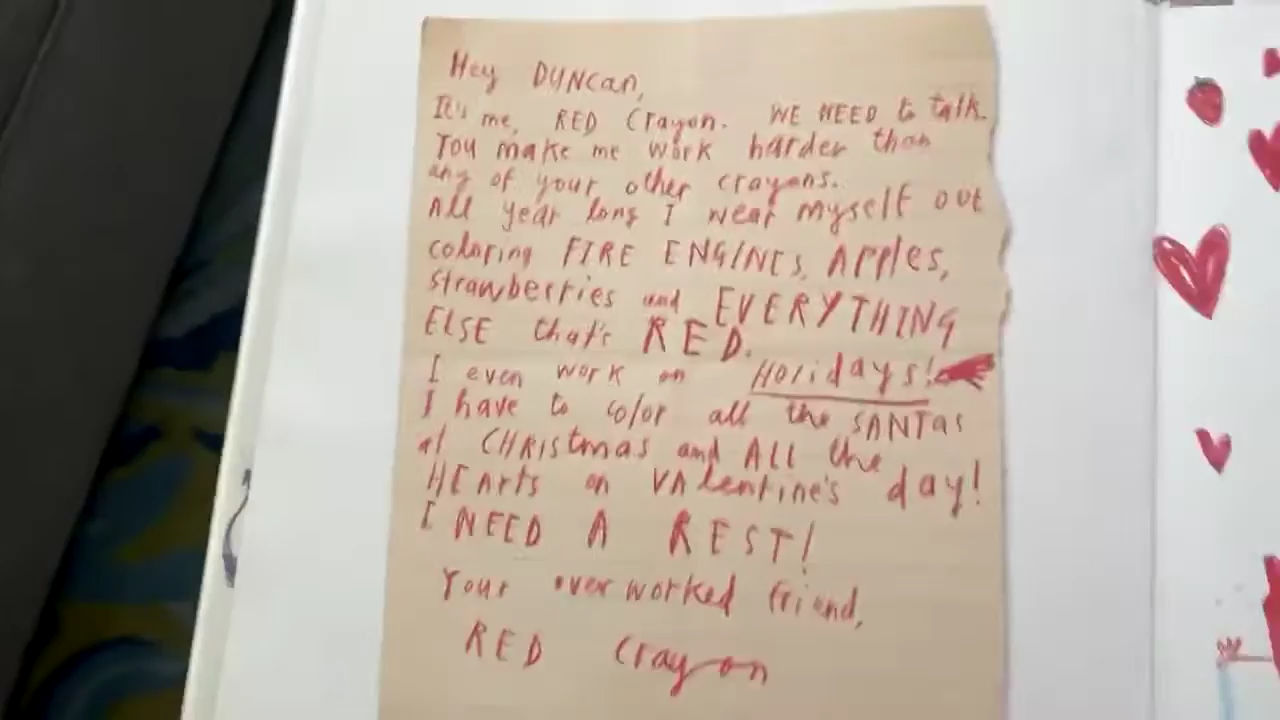 Hey DUNCan,
It's me, RED Crayon. WE NEED to talk.
You make me work harder than
any of your other crayons.
All year long I wear myself out
coloring FIRE ENGINES, Apples,
strawberries and EVERYTHING
ELSE that's RED.
I even work on Holidays!
I have to color all the SANTas
at CHRIStmas and All the
HEArts on VAlentine's day!
I NEED A REST!
Your overworked friend,
RED Crayon